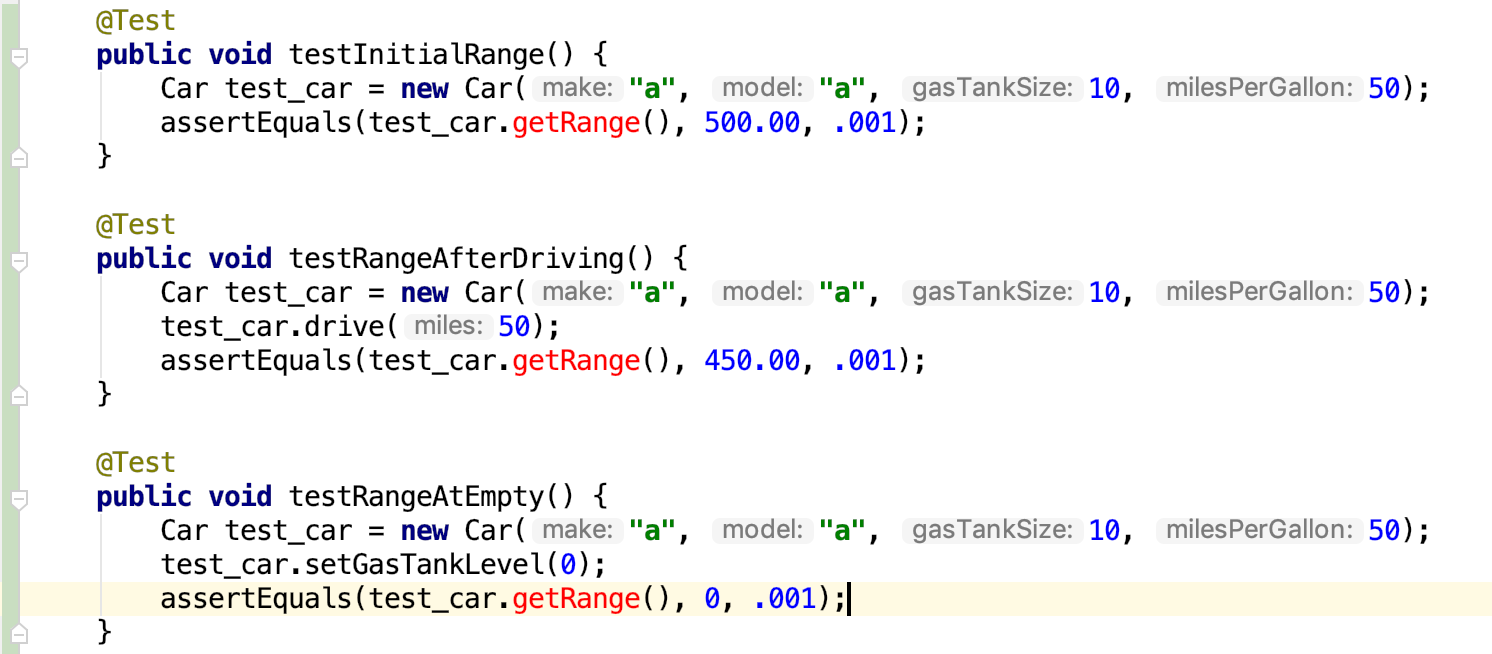 @Test
public void testInitialRange() {
    Car test_car = new Car( make: "a",  model: "a",  gasTankSize: 10,  milesPerGallon: 50);
    assertEquals(test_car.getRange(), 500.00, .001);
}

@Test
public void testRangeAfterDriving() {
    Car test_car = new Car( make: "a",  model: "a",  gasTankSize: 10,  milesPerGallon: 50);
    test_car.drive( miles: 50);
    assertEquals(test_car.getRange(), 450.00, .001);
}

@Test
public void testRangeAtEmpty() {
    Car test_car = new Car( make: "a",  model: "a",  gasTankSize: 10,  milesPerGallon: 50);
    test_car.setGasTankLevel(0);
    assertEquals(test_car.getRange(), 0, .001);
}